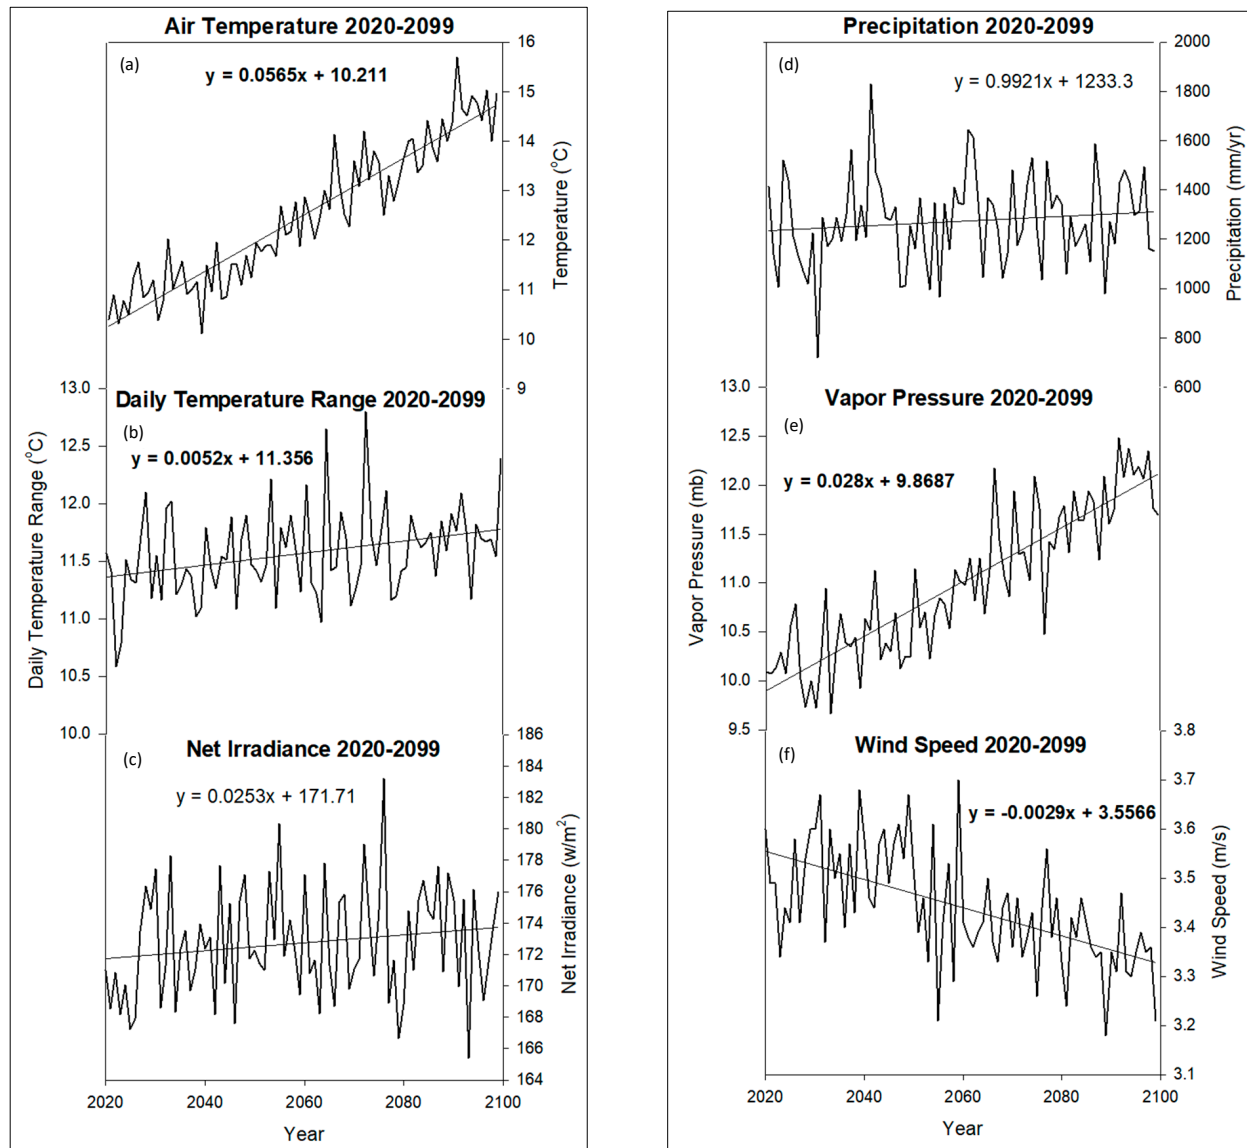 Air Temperature 2020-2099
(a)
y = 0.0565x + 10.211
16
15
14
13
12
11
10
9
Temperature (°C)
13.0
12.5
12.0
11.5
11.0
10.5
10.0
Daily Temperature Range (°C)
Daily Temperature Range 2020-2099
(b)
y = 0.0052x + 11.356
Net Irradiance 2020-2099
(c)
y = 0.0253x + 171.71
186
184
182
180
178
176
174
172
170
168
166
164
Net Irradiance (w/m²)
2020 2040 2060 2080 2100
Year
Precipitation 2020-2099
(d)
y = 0.9921x + 1233.3
2000
1800
1600
1400
1200
1000
800
600
Precipitation (mm/yr)
13.0
12.5
12.0
11.5
11.0
10.5
10.0
9.5
Vapor Pressure (mb)
Vapor Pressure 2020-2099
(e)
y = 0.028x + 9.8687
Wind Speed 2020-2099
(f)
y = -0.0029x + 3.5566
3.8
3.7
3.6
3.5
3.4
3.3
3.2
3.1
Wind Speed (m/s)
2020 2040 2060 2080 2100
Year